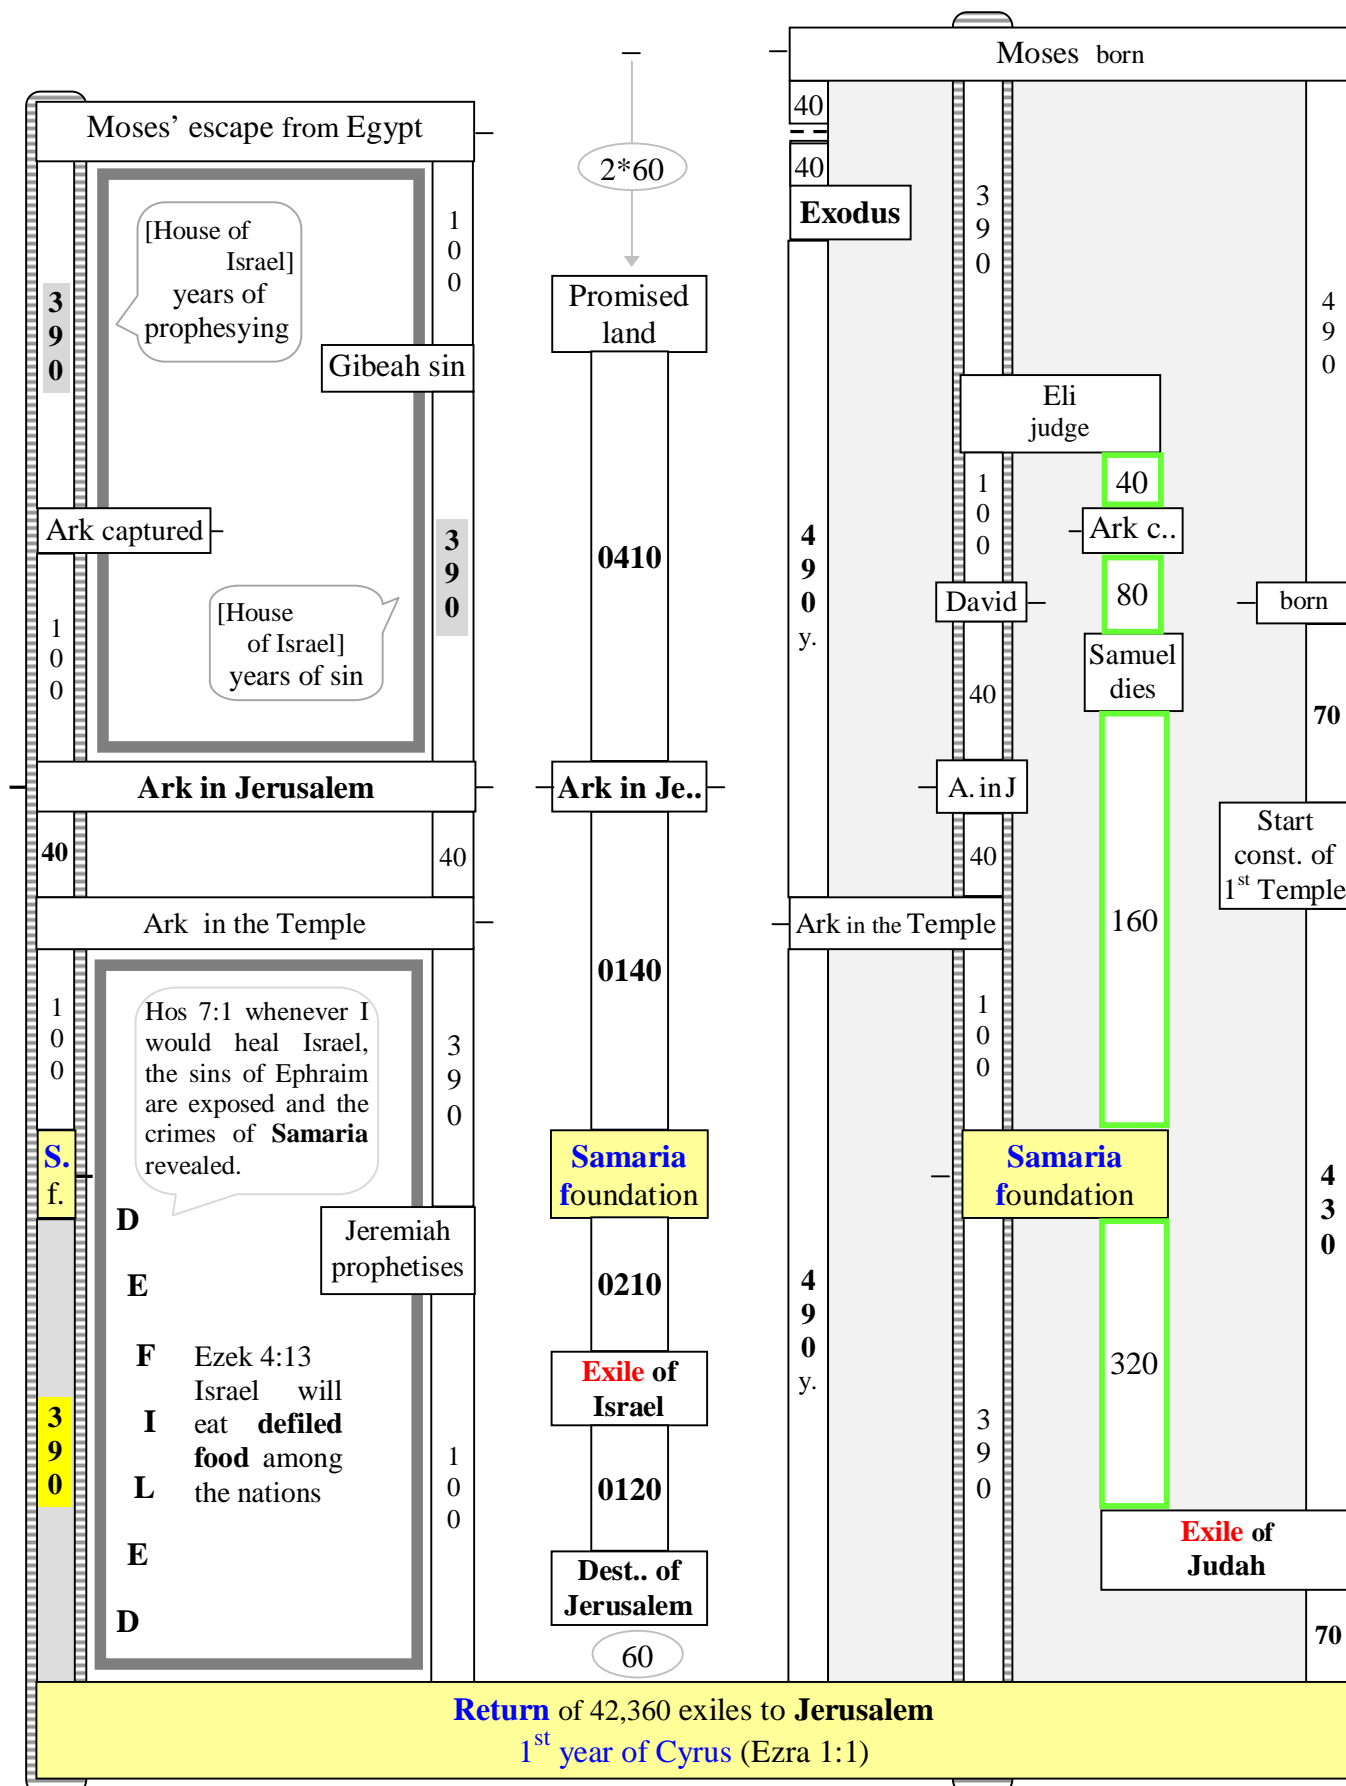 Moses born
Moses' escape from Egypt
2*60
40
40
Exodus
3
9
0
4
9
0
[House of
Israel]
years of
prophesying
1
0
0
3
9
0
Gibeah sin
Promised
land
Eli
judge
40
Ark c..
1
0
0
Ark captured
3
9
0
0410
4
9
0
y.
80
David
born
[House
of Israel]
years of sin
1
0
0
Samuel
dies
40
70
Ark in Jerusalem
Ark in Je..
A. in J
40
40
40
Start
const. of
1st Temple
Ark in the Temple
Ark in the Temple
160
0140
1
0
0
Hos 7:1 whenever I
would heal Israel,
the sins of Ephraim
are exposed and the
crimes of Samaria
revealed.
3
9
0
1
0
0
S.
f.
Samaria
foundation
Samaria
foundation
4
3
0
D
E
F
I
L
E
D
Jeremiah
prophetises
0210
4
9
0
y.
Ezek 4:13
Israel will
eat defiled
food among
the nations
3
9
0
1
0
0
Exile of
Israel
320
3
9
0
0120
Exile of
Judah
Dest.. of
Jerusalem
60
70
Return of 42,360 exiles to Jerusalem
1st year of Cyrus (Ezra 1:1)